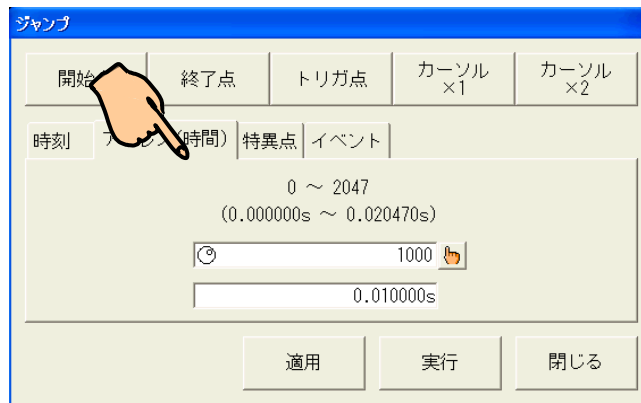 ジャンプ
終了点
トリガ点
カーソル
×1
カーソル
×2
時刻
(時間)
特異点
イベント
0 ～ 2047
(0.000000s ～ 0.020470s)
1000
0.010000s
適用
実行
閉じる